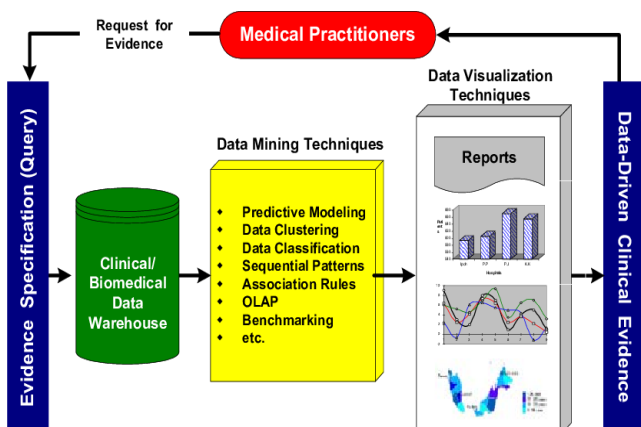 Request for
Evidence
Medical Practitioners
Evidence Specification (Query)
Clinical/
Biomedical
Data
Warehouse
Data Mining Techniques
Predictive Modeling
Data Clustering
Data Classification
Sequential Patterns
Association Rules
OLAP
Benchmarking
etc.
Data Visualization
Techniques
Reports
Data-Driven Clinical Evidence